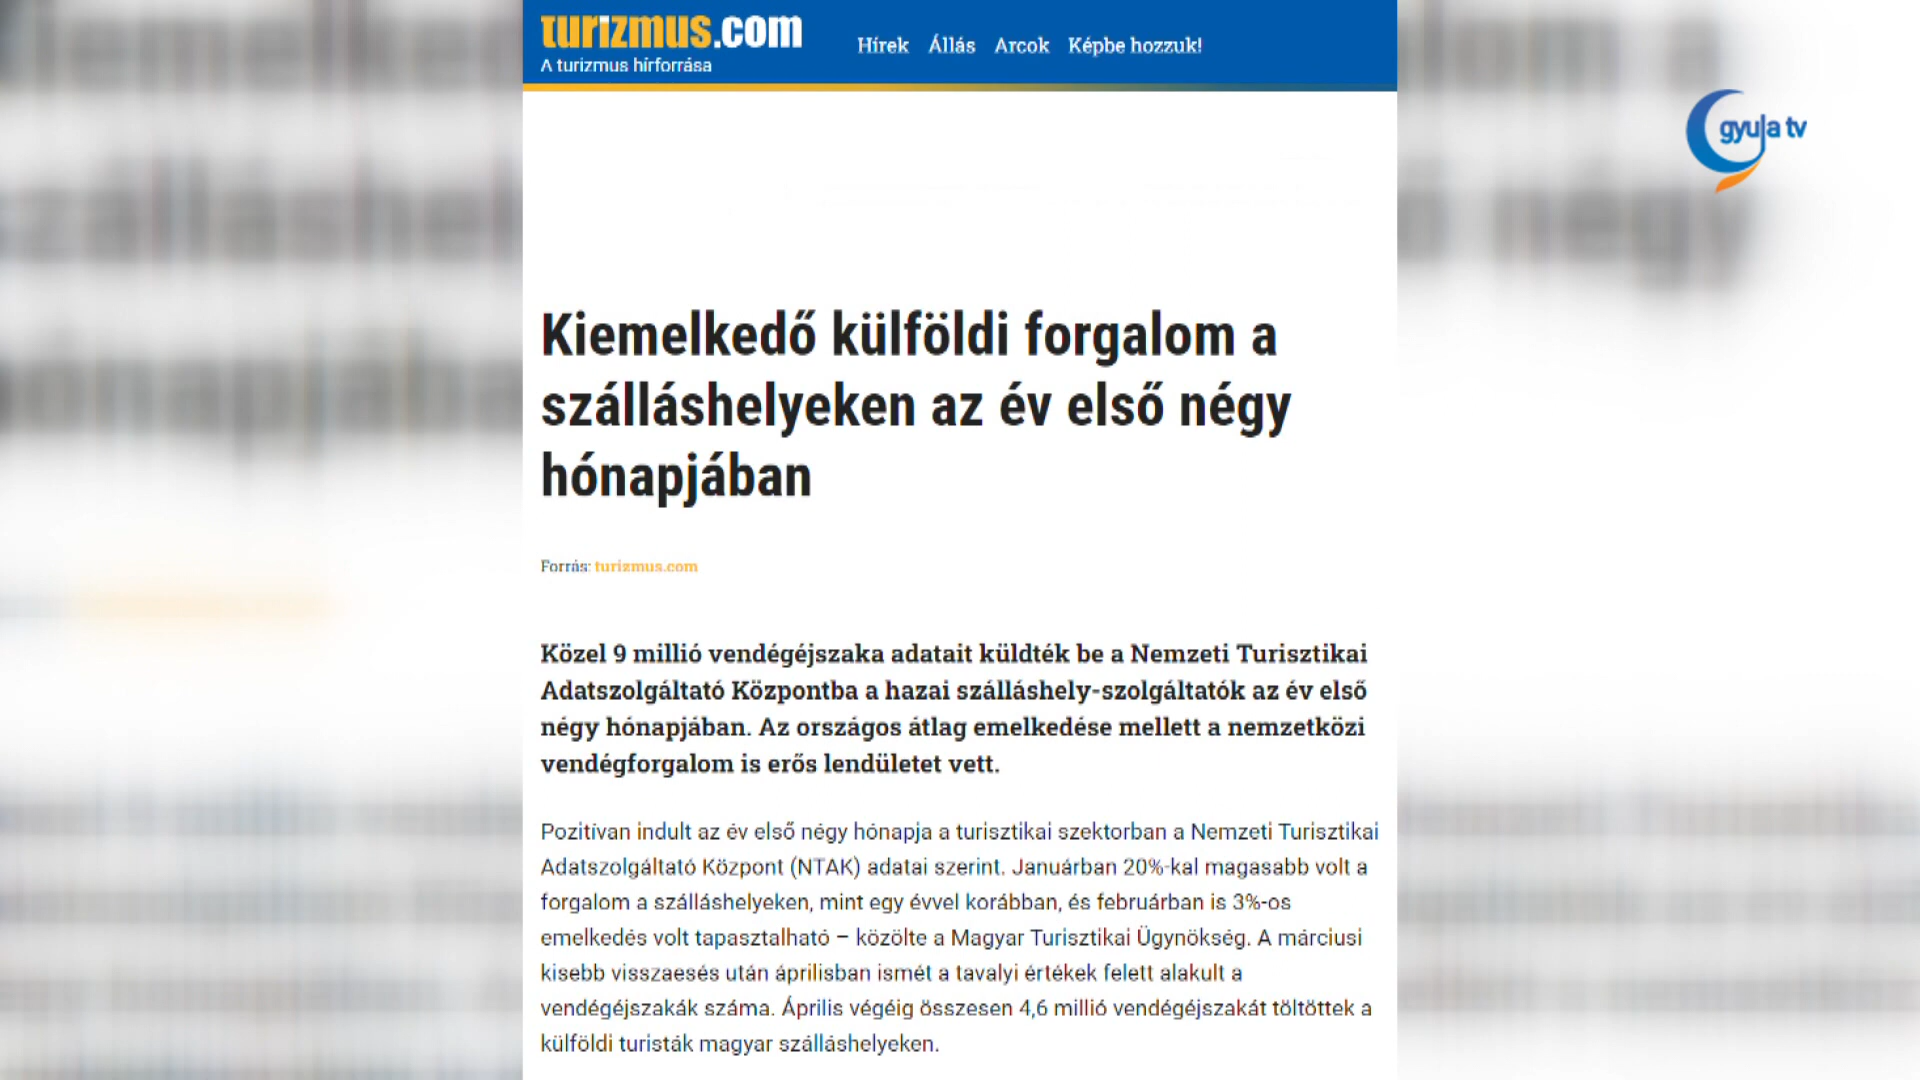 turizmus.com
A turizmus hírforrása
Hírek Állás Arcok Képbe hozzuk!
gyula tv
Kiemelkedő külföldi forgalom a
szálláshelyeken az év első négy
hónapjában
Forrás: turizmus.com
Közel 9 millió vendégéjszaka adatait küldték be a Nemzeti Turisztikai
Adatszolgáltató Központba a hazai szálláshely-szolgáltatók az év első
négy hónapjában. Az országos átlag emelkedése mellett a nemzetközi
vendégforgalom is erős lendületet vett.
Pozitívan indult az év első négy hónapja a turisztikai szektorban a Nemzeti Turisztikai
Adatszolgáltató Központ (NTAK) adatai szerint. Januárban 20%-kal magasabb volt a
forgalom a szálláshelyeken, mint egy évvel korábban, és februárban is 3%-os
emelkedés volt tapasztalható – közölte a Magyar Turisztikai Ügynökség. A márciusi
kisebb visszaesés után áprilisban ismét a tavalyi értékek felett alakult a
vendégéjszakák száma. Április végéig összesen 4,6 millió vendégéjszakát töltöttek a
külföldi turisták magyar szálláshelyeken.